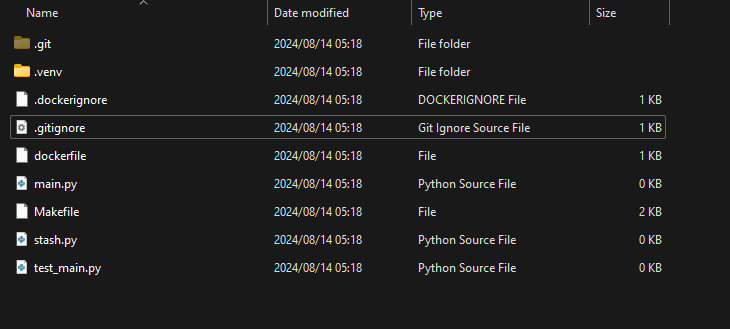 Name Date modified Type Size
.git 2024/08/14 05:18 File folder
.venv 2024/08/14 05:18 File folder
.dockerignore 2024/08/14 05:18 DOCKERIGNORE File 1 KB
.gitignore 2024/08/14 05:18 Git Ignore Source File 1 KB
dockerfile 2024/08/14 05:18 File 1 KB
main.py 2024/08/14 05:18 Python Source File 0 KB
Makefile 2024/08/14 05:18 File 2 KB
stash.py 2024/08/14 05:18 Python Source File 0 KB
test_main.py 2024/08/14 05:18 Python Source File 0 KB